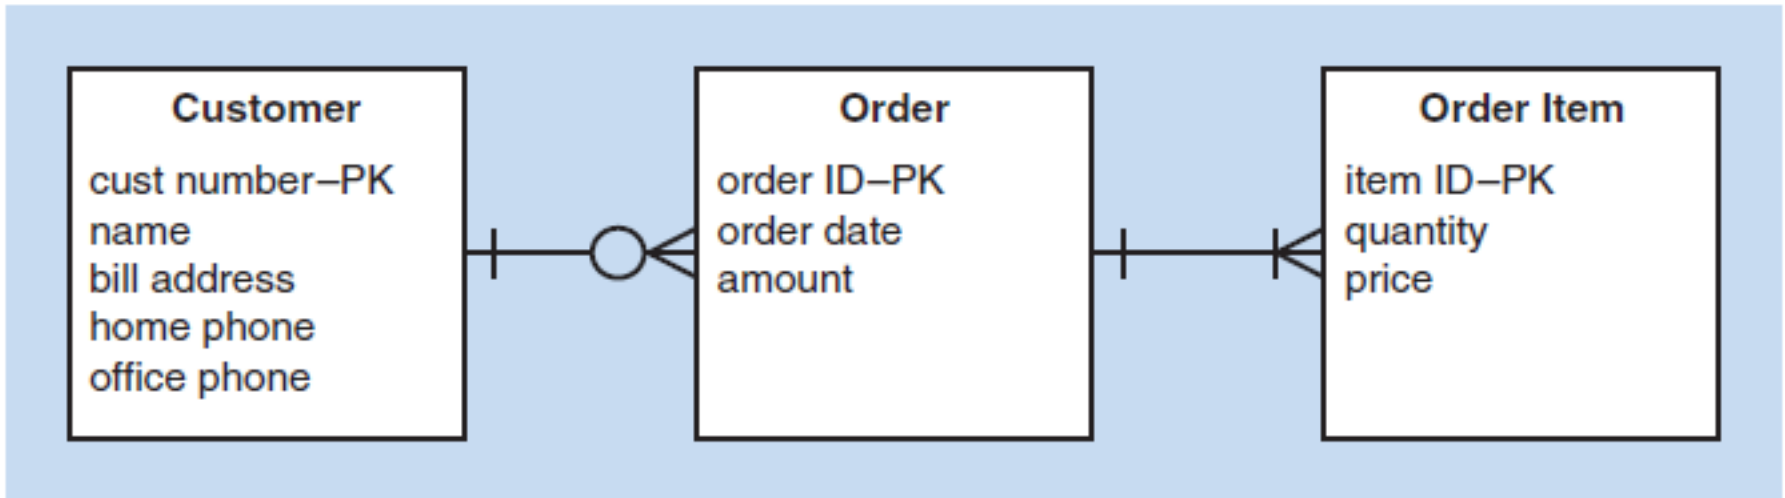 Customer
cust number–PK
name
bill address
home phone
office phone
Order
order ID–PK
order date
amount
Order Item
item ID–PK
quantity
price